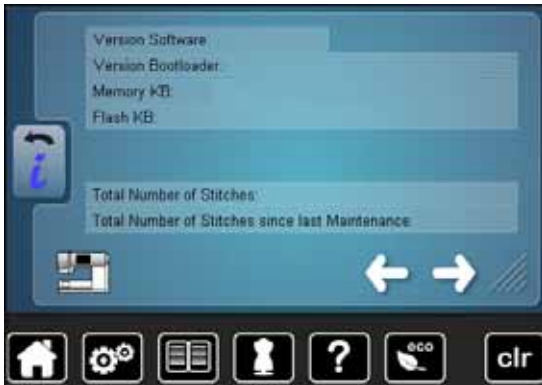 Version Software
Version Bootloader:
Memory KB:
Flash KB:
i
Total Number of Stitches:
Total Number of Stitches since last Maintenance:
? eco clr